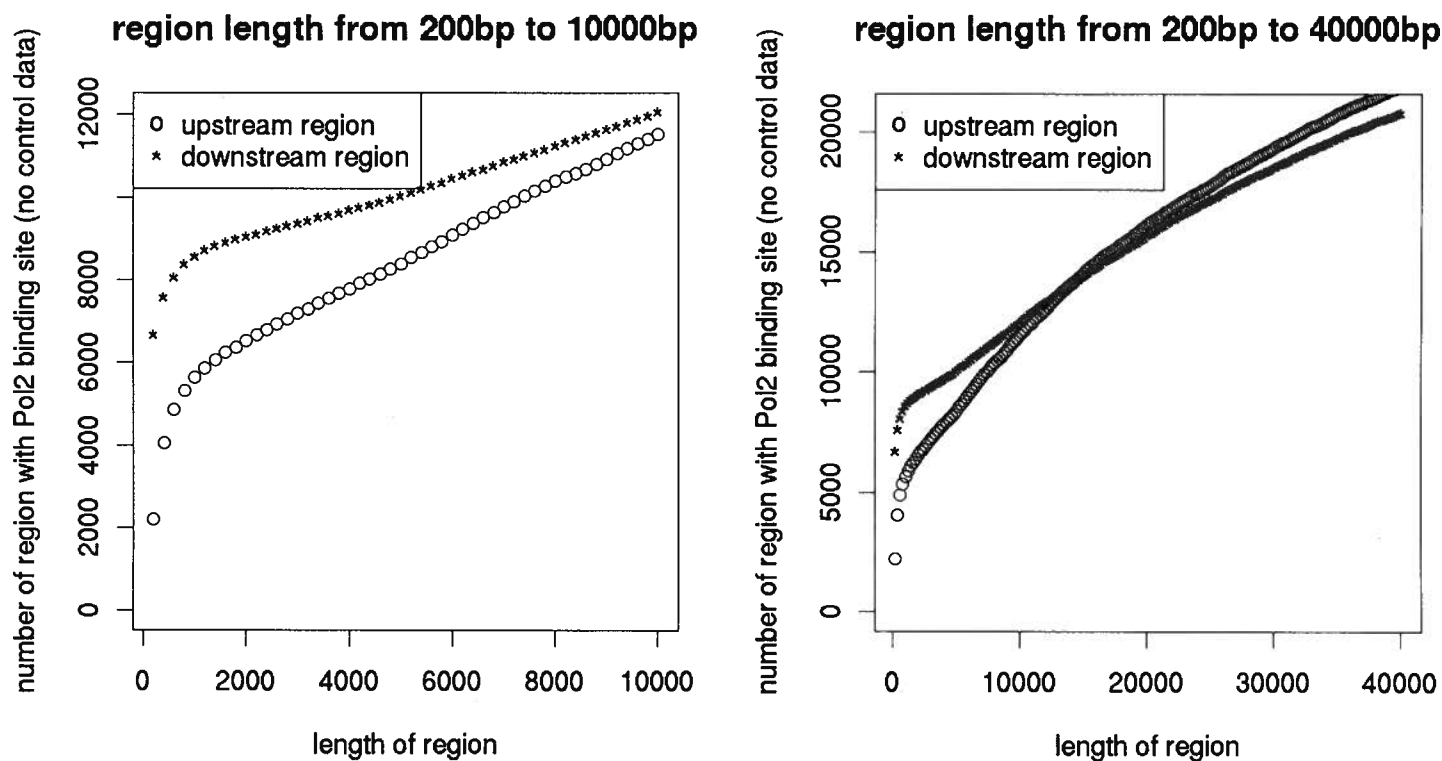 region length from 200bp to 10000bp
number of region with Pol2 binding site (no control data)
o upstream region
* downstream region
0
2000
4000
6000
8000
12000
0
2000
4000
6000
8000
10000
length of region
region length from 200bp to 40000bp
number of region with Pol2 binding site (no control data)
o upstream region
* downstream region
0
5000
10000
15000
20000
0
10000
20000
30000
40000
length of region